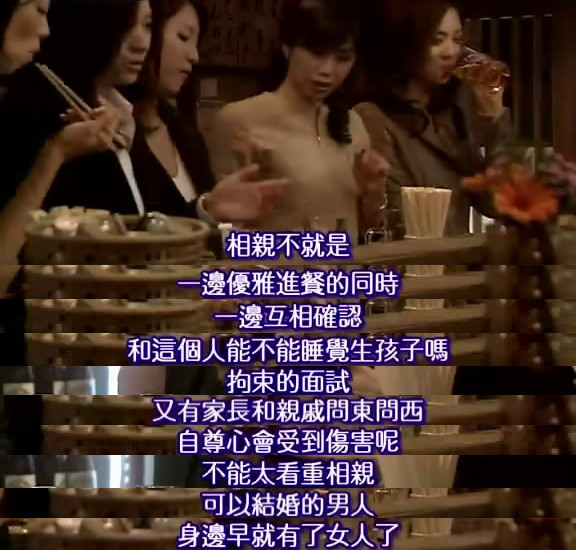 相親不就是
一邊優雅進餐的同時
一邊互相確認
和這個人能不能睡覺生孩子嗎
拘束的面試
又有家長和親戚問東問西
自尊心會受到傷害呢
不能太看重相親
可以結婚的男人
身邊早就有了女人了